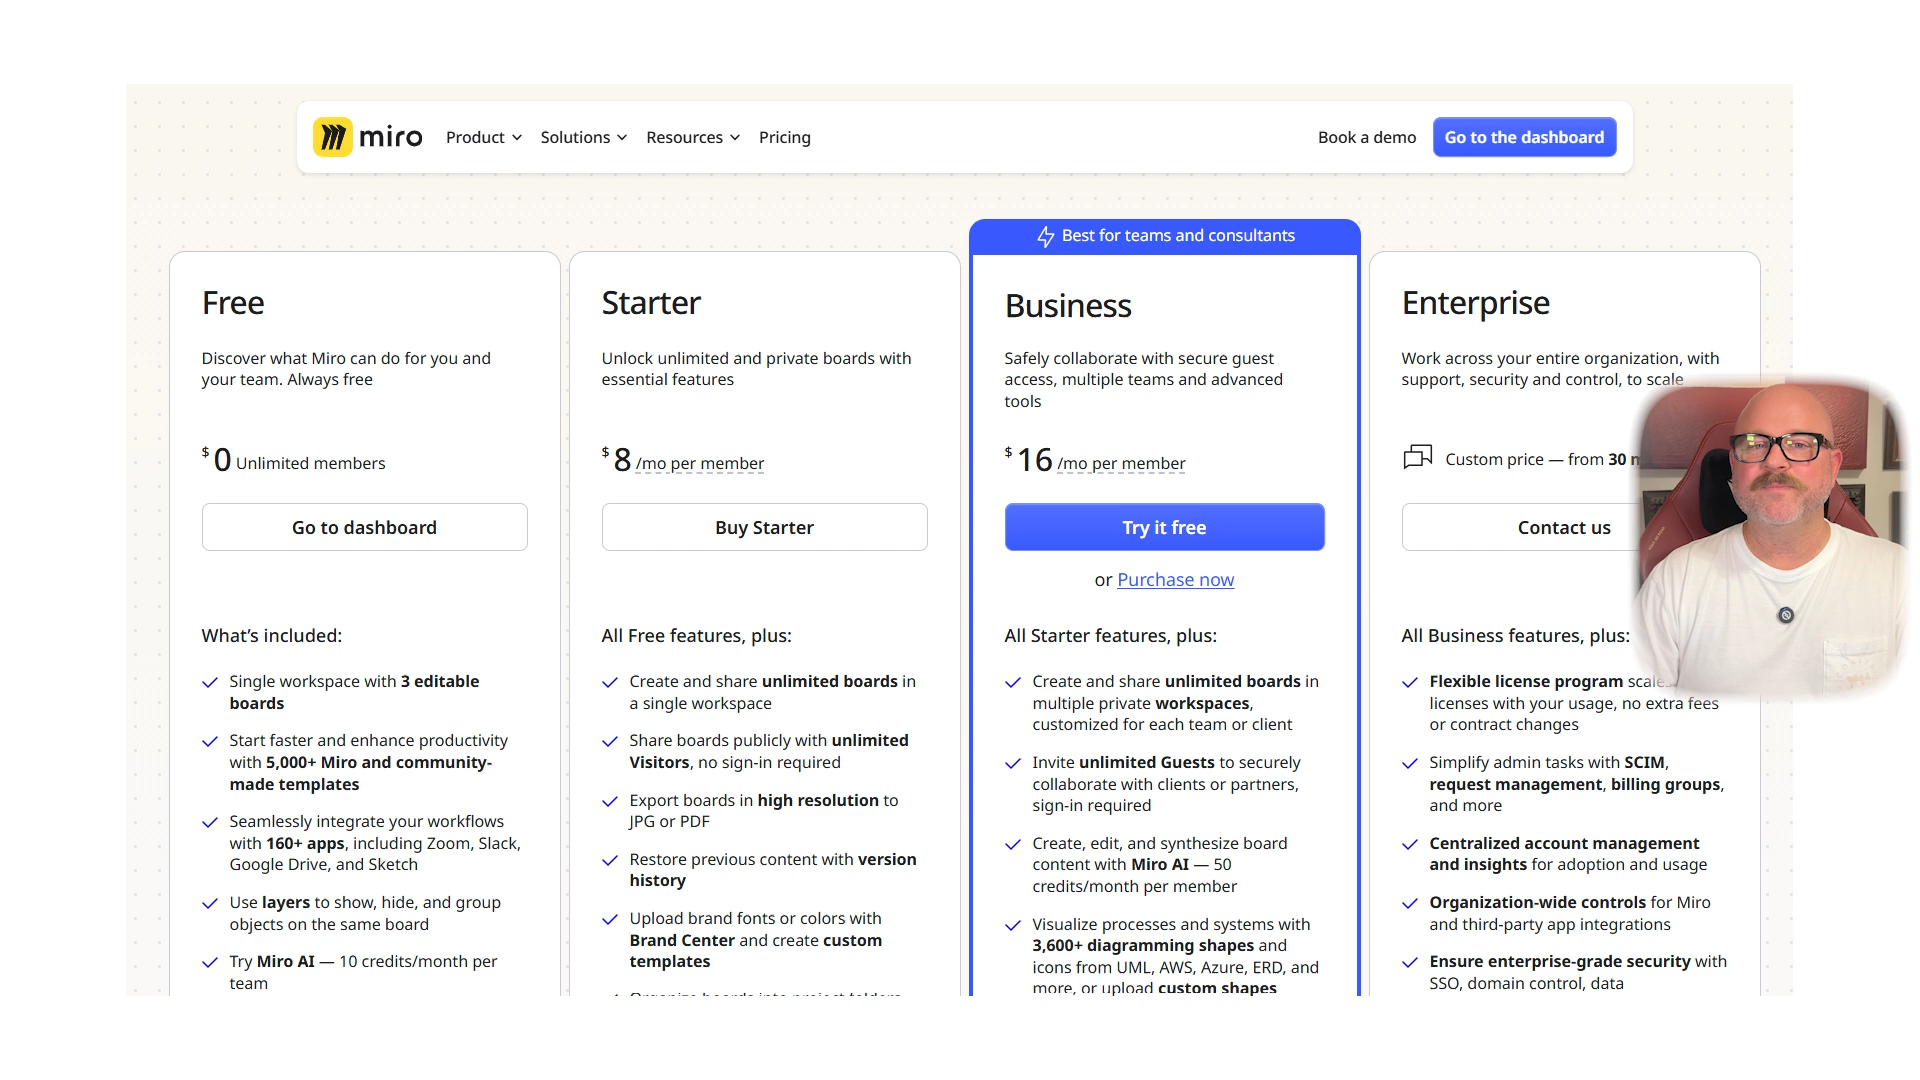 miro
Product
Solutions
Resources
Pricing
Book a demo
Go to the dashboard
Free
Discover what Miro can do for you and
your team. Always free
$0 Unlimited members
Go to dashboard
What's included:
Single workspace with 3 editable
boards
Start faster and enhance productivity
with 5,000+ Miro and community-
made templates
Seamlessly integrate your workflows
with 160+ apps, including Zoom, Slack,
Google Drive, and Sketch
Use layers to show, hide, and group
objects on the same board
Try Miro AI — 10 credits/month per
team
Starter
Unlock unlimited and private boards with
essential features
$8 /mo per member
Buy Starter
All Free features, plus:
Create and share unlimited boards in
a single workspace
Share boards publicly with unlimited
Visitors, no sign-in required
Export boards in high resolution to
JPG or PDF
Restore previous content with version
history
Upload brand fonts or colors with
Brand Center and create custom
templates
Organize boards into project folders
Best for teams and consultants
Business
Safely collaborate with secure guest
access, multiple teams and advanced
tools
$16 /mo per member
Try it free
or Purchase now
All Starter features, plus:
Create and share unlimited boards in
multiple private workspaces,
customized for each team or client
Invite unlimited Guests to securely
collaborate with clients or partners,
sign-in required
Create, edit, and synthesize board
content with Miro AI — 50
credits/month per member
Visualize processes and systems with
3,600+ diagramming shapes and
icons from UML, AWS, Azure, ERD, and
more, or upload custom shapes
Enterprise
Work across your entire organization, with
support, security and control, to scale
Custom price — from 30
Contact us
All Business features, plus:
Flexible license program scales
licenses with your usage, no extra fees
or contract changes
Simplify admin tasks with SCIM,
request management, billing groups,
and more
Centralized account management
and insights for adoption and usage
Organization-wide controls for Miro
and third-party app integrations
Ensure enterprise-grade security with
SSO, domain control, data